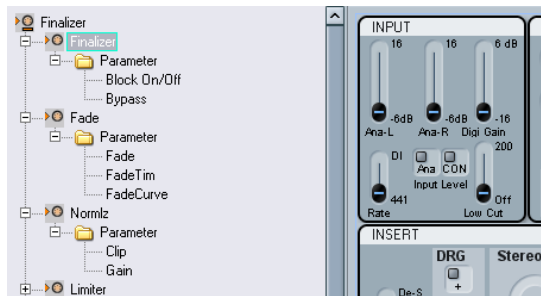 Finalizer
Finalizer
Parameter
Block On/Off
Bypass
Fade
Parameter
Fade
FadeTim
FadeCurve
Normlz
Parameter
Clip
Gain
Limiter
INPUT
16 16 6 dB
-6dB -6dB -16
Ana-L Ana-R Digi Gain
DI Ana CON 200
Input Level
441 Off
Rate Low Cut
INSERT
DRG Stereo
+
De-S